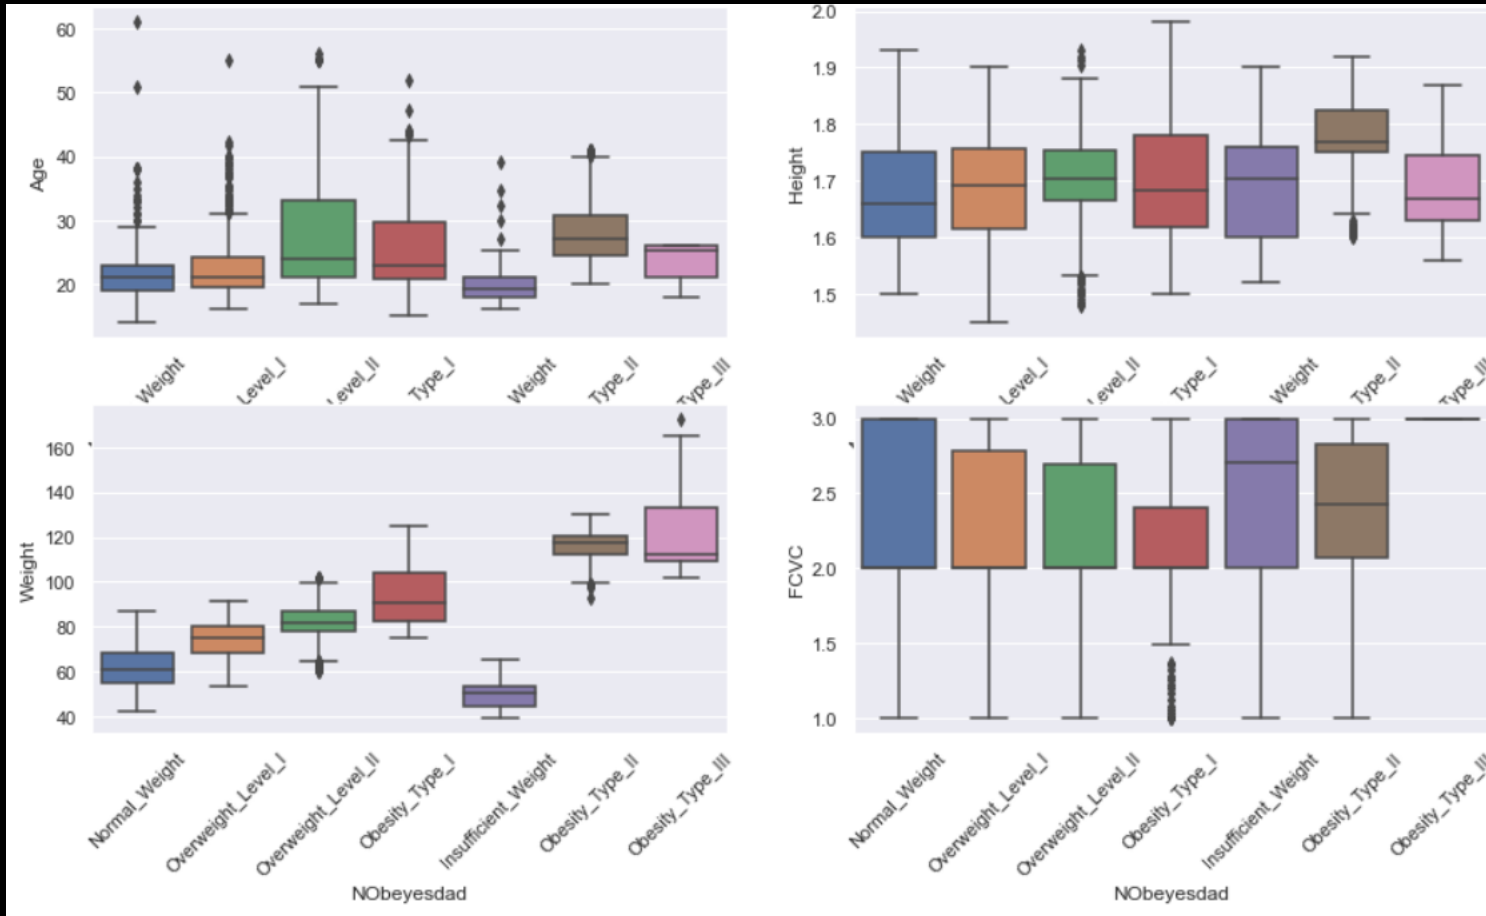 60
50
40
30
20
Age
Weight
Level_I
Level_II
Type_I
Weight
Type_II
Type_III
2.0
1.9
1.8
1.7
1.6
1.5
Height
Weight
Level_I
Level_II
Type_I
Weight
Type_II
Type_III
160
140
120
100
80
60
40
Weight
Normal_Weight
Overweight_Level_I
Overweight_Level_II
Obesity_Type_I
Insufficient_Weight
Obesity_Type_II
Obesity_Type_III
NObeyesdad
3.0
2.5
2.0
1.5
1.0
FCVC
Normal_Weight
Overweight_Level_I
Overweight_Level_II
Obesity_Type_I
Insufficient_Weight
Obesity_Type_II
Obesity_Type_III
NObeyesdad